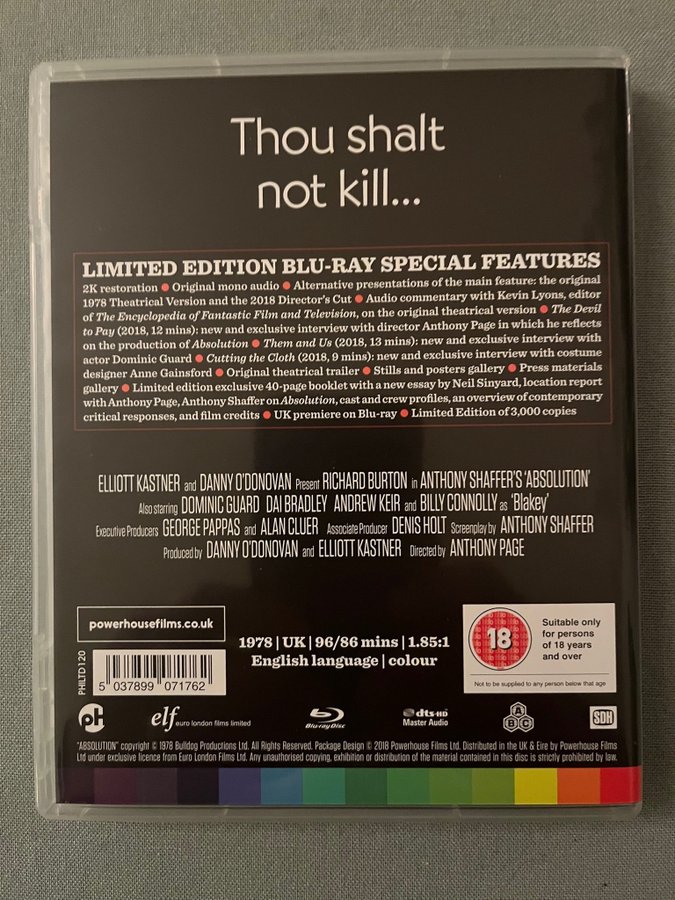 Thou shalt
not kill...
LIMITED EDITION BLU-RAY SPECIAL FEATURES
2K restoration ● Original mono audio ● Alternative presentations of the main feature: the original
1978 Theatrical Version and the 2018 Director's Cut ● Audio commentary with Kevin Lyons, editor
of The Encyclopedia of Fantastic Film and Television, on the original theatrical version ● The Devil
to Pay (2018, 12 mins): new and exclusive interview with director Anthony Page in which he reflects
on the production of Absolution ● Them and Us (2018, 13 mins): new and exclusive interview with
actor Dominic Guard ● Cutting the Cloth (2018, 9 mins): new and exclusive interview with costume
designer Anne Gainsford ● Original theatrical trailer ● Stills and posters gallery ● Press materials
gallery ● Limited edition exclusive 40-page booklet with a new essay by Neil Sinyard, location report
with Anthony Page, Anthony Shaffer on Absolution, cast and crew profiles, an overview of contemporary
critical responses, and film credits ● UK premiere on Blu-ray ● Limited Edition of 3,000 copies
ELLIOTT KASTNER and DANNY O'DONOVAN Present RICHARD BURTON in ANTHONY SHAFFER'S 'ABSOLUTION'
Also starring DOMINIC GUARD DAI BRADLEY ANDREW KEIR and BILLY CONNOLLY as 'Blakey'
Executive Producers GEORGE PAPPAS and ALAN CLUER Associate Producer DENIS HOLT Screenplay by ANTHONY SHAFFER
Produced by DANNY O'DONOVAN and ELLIOTT KASTNER Directed by ANTHONY PAGE
powerhousefilms.co.uk
PHILTD120
5 037899 071762
1978 | UK | 96/86 mins | 1.85:1
English language | colour
18
Suitable only
for persons
of 18 years
and over
Not to be supplied to any person below that age
pH
elf euro london films limited
Blu-ray Disc
dts-HD
Master Audio
A
B C
SDH
"ABSOLUTION" copyright © 1978 Bulldog Productions Ltd. All Rights Reserved. Package Design © 2018 Powerhouse Films Ltd. Distributed in the UK & Eire by Powerhouse Films
Ltd under exclusive licence from Euro London Films Ltd. Any unauthorised copying, exhibition or distribution of the material contained in this disc is strictly prohibited by law.